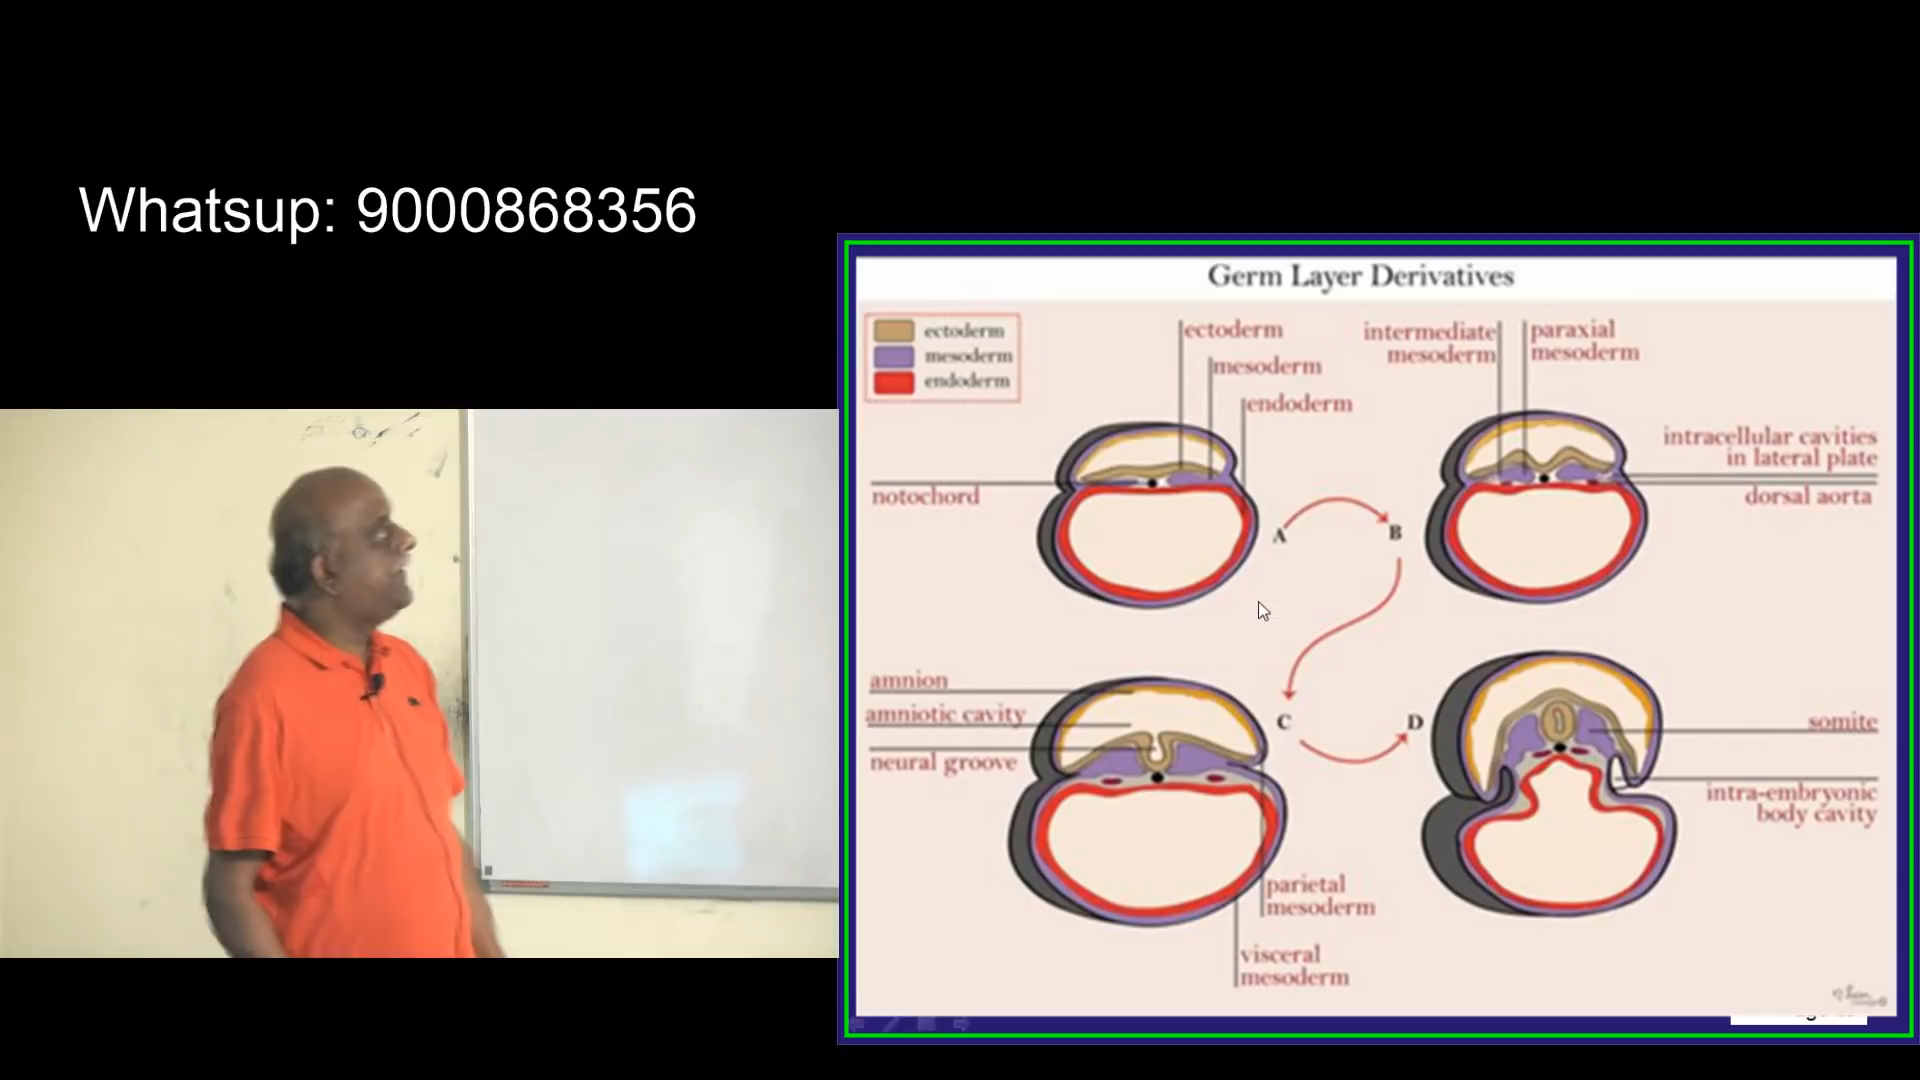 Whatsup: 9000868356
Germ Layer Derivatives
ectoderm
mesoderm
endoderm
ectoderm
mesoderm
endoderm
intermediate
mesoderm
paraxial
mesoderm
intracellular cavities
in lateral plate
dorsal aorta
notochord
A
B
amnion
amniotic cavity
neural groove
C
D
somite
intra-embryonic
body cavity
parietal
mesoderm
visceral
mesoderm